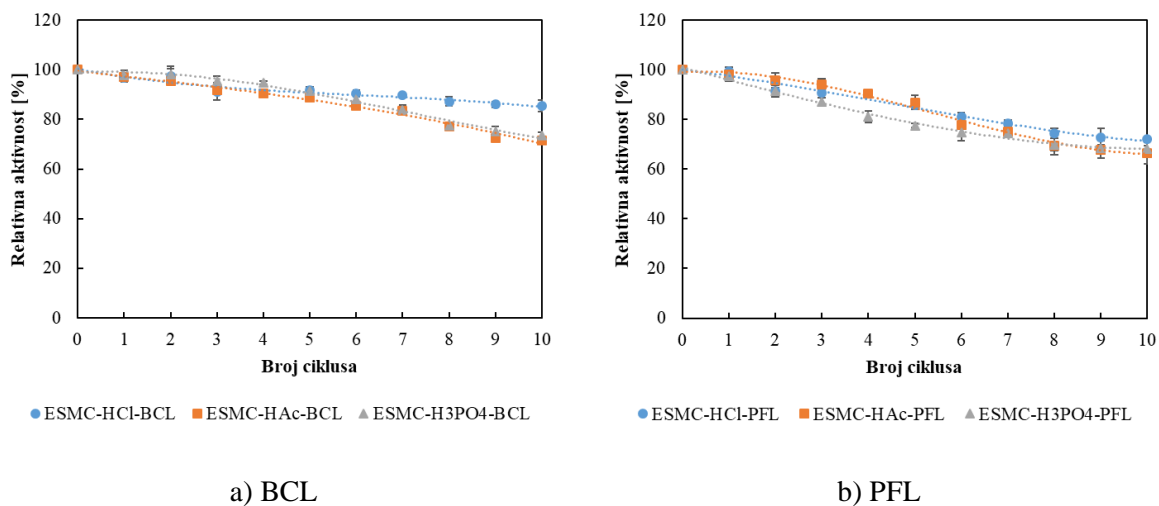 120
100
80
60
40
20
0
Relativna aktivnost [%]
0 1 2 3 4 5 6 7 8 9 10
Broj ciklusa
ESMC-HCl-BCL ESMC-HAc-BCL ESMC-H3PO4-BCL
a) BCL
120
100
80
60
40
20
0
Relativna aktivnost [%]
0 1 2 3 4 5 6 7 8 9 10
Broj ciklusa
ESMC-HCl-PFL ESMC-HAc-PFL ESMC-H3PO4-PFL
b) PFL